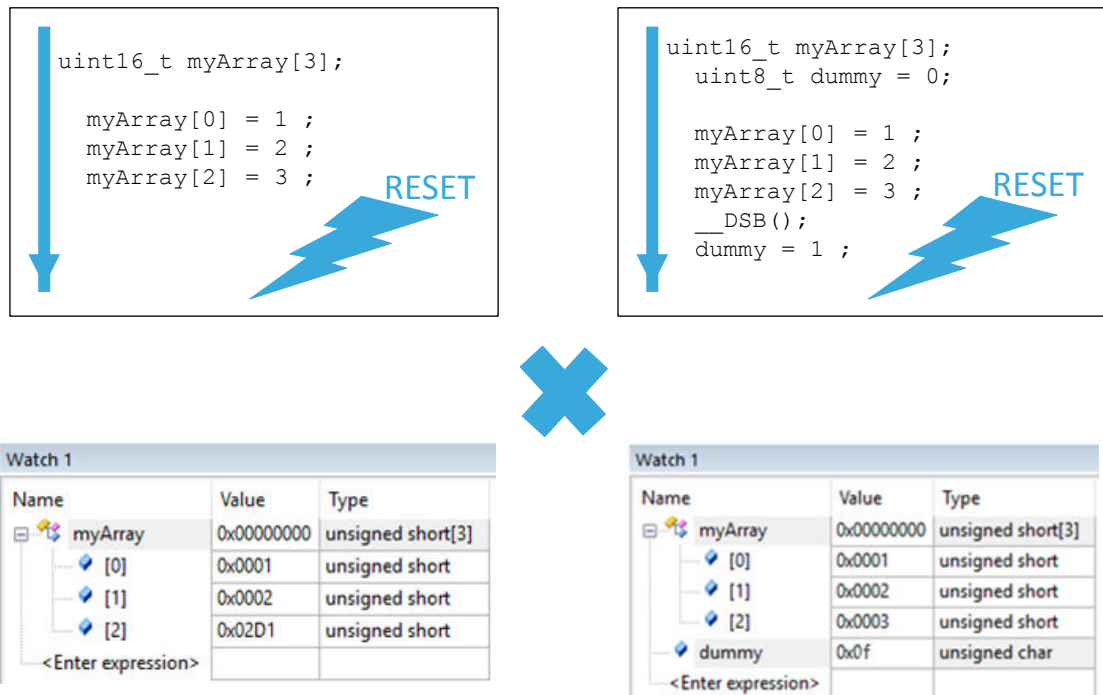 uint16_t myArray[3];
myArray[0] = 1 ;
myArray[1] = 2 ;
myArray[2] = 3 ;
RESET
uint16_t myArray[3];
uint8_t dummy = 0;
myArray[0] = 1 ;
myArray[1] = 2 ;
myArray[2] = 3 ;
__DSB();
dummy = 1 ;
RESET
Watch 1
Name Value Type
myArray 0x00000000 unsigned short[3]
[0] 0x0001 unsigned short
[1] 0x0002 unsigned short
[2] 0x02D1 unsigned short
<Enter expression>
Watch 1
Name Value Type
myArray 0x00000000 unsigned short[3]
[0] 0x0001 unsigned short
[1] 0x0002 unsigned short
[2] 0x0003 unsigned short
dummy 0x0f unsigned char
<Enter expression>